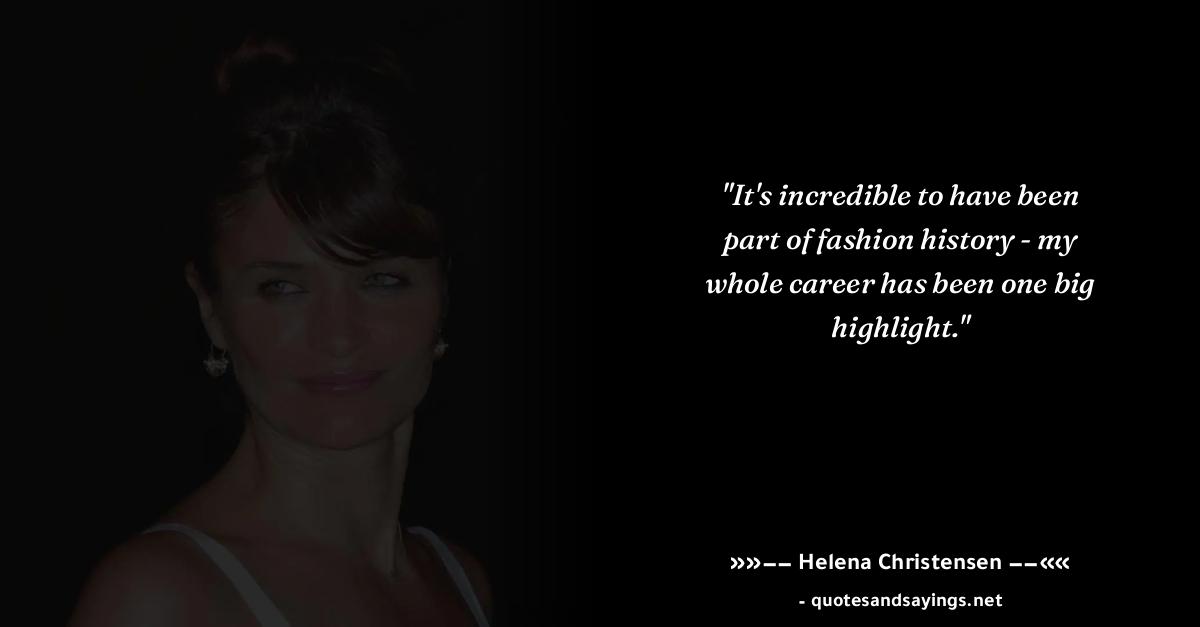 "It's incredible to have been
part of fashion history - my
whole career has been one big
highlight."
»»–– Helena Christensen ––««
- quotesandsayings.net